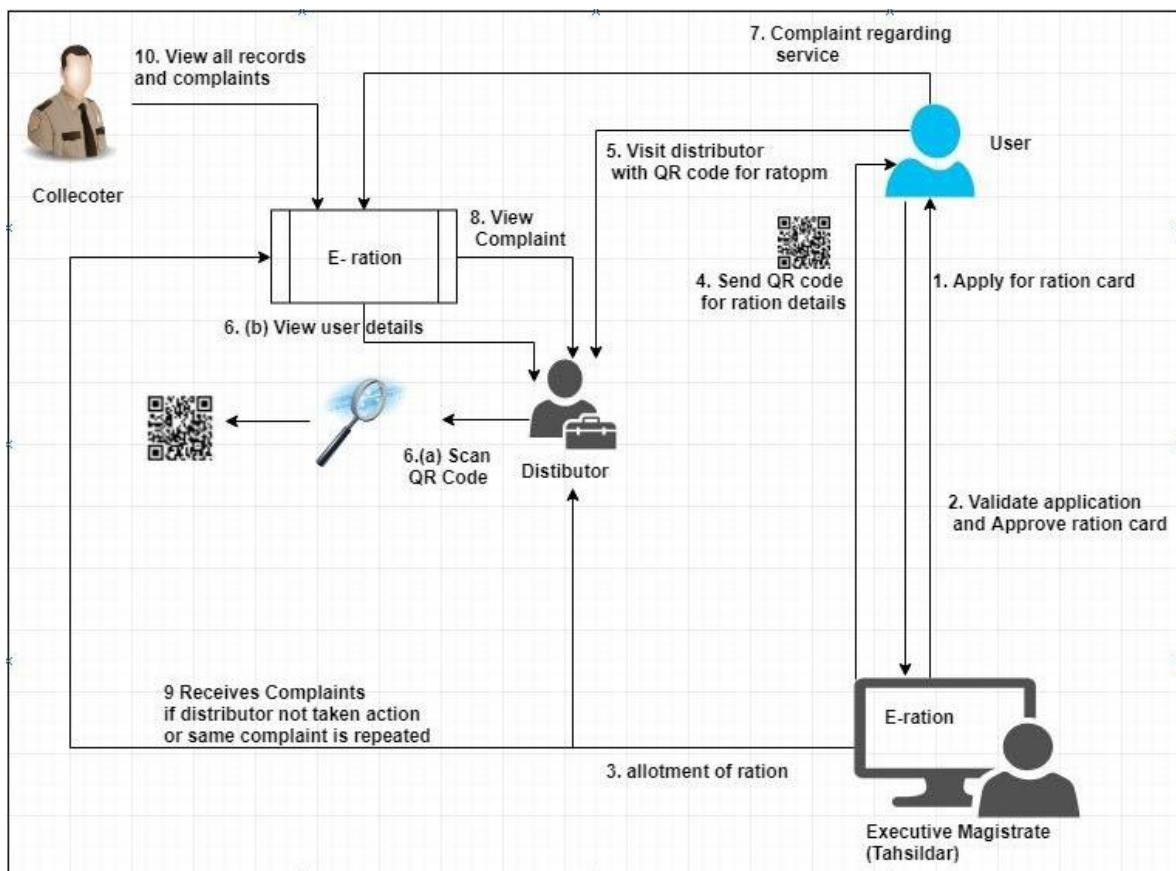 10. View all records
and complaints
7. Complaint regarding
service
User
Collecoter
5. Visit distributor
with QR code for ratopm
8. View
Complaint
E- ration
4. Send QR code
for ration details
1. Apply for ration card
6. (b) View user details
6.(a) Scan
QR Code
Distibutor
2. Validate application
and Approve ration card
9 Receives Complaints
if distributor not taken action
or same complaint is repeated
3. allotment of ration
E-ration
Executive Magistrate
(Tahsildar)